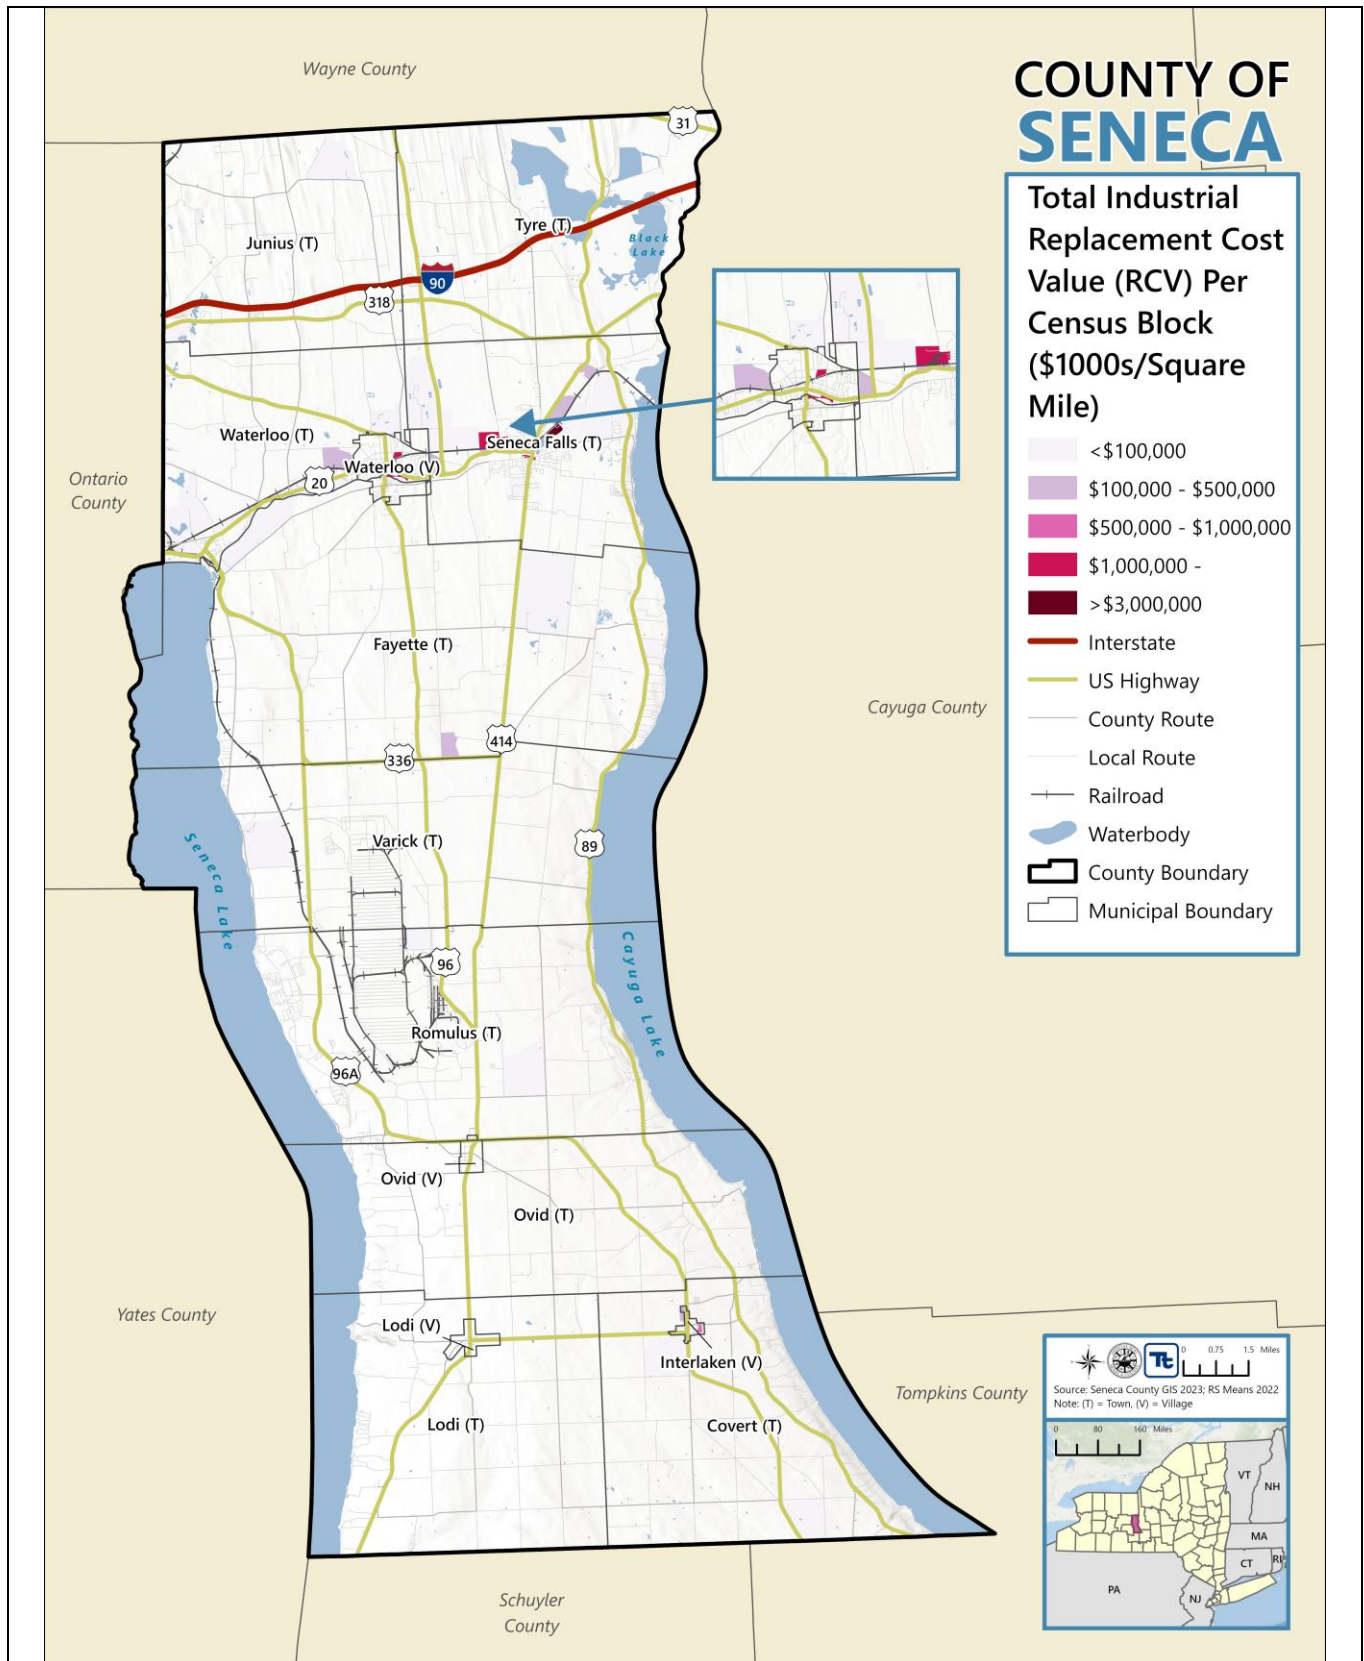 Wayne County
COUNTY OF
SENECA
31
Tyre (T)
Junius (T)
Black
Lake
90
318
Total Industrial
Replacement Cost
Value (RCV) Per
Census Block
($1000s/Square
Mile)
<$100,000
$100,000 - $500,000
$500,000 - $1,000,000
$1,000,000 -
>$3,000,000
Interstate
US Highway
County Route
Local Route
Railroad
Waterbody
County Boundary
Municipal Boundary
Waterloo (T)
Seneca Falls (T)
Waterloo (V)
20
Ontario
County
Fayette (T)
Cayuga County
414
336
Varick (T)
89
Seneca Lake
Cayuga Lake
96
Romulus (T)
96A
Ovid (V)
Ovid (T)
Yates County
Lodi (V)
Interlaken (V)
Tompkins County
Lodi (T)
Covert (T)
Schuyler
County
Tt
0 0.75 1.5 Miles
Source: Seneca County GIS 2023; RS Means 2022
Note: (T) = Town, (V) = Village
0 80 160 Miles
VT
NH
MA
CT
RI
PA
NJ